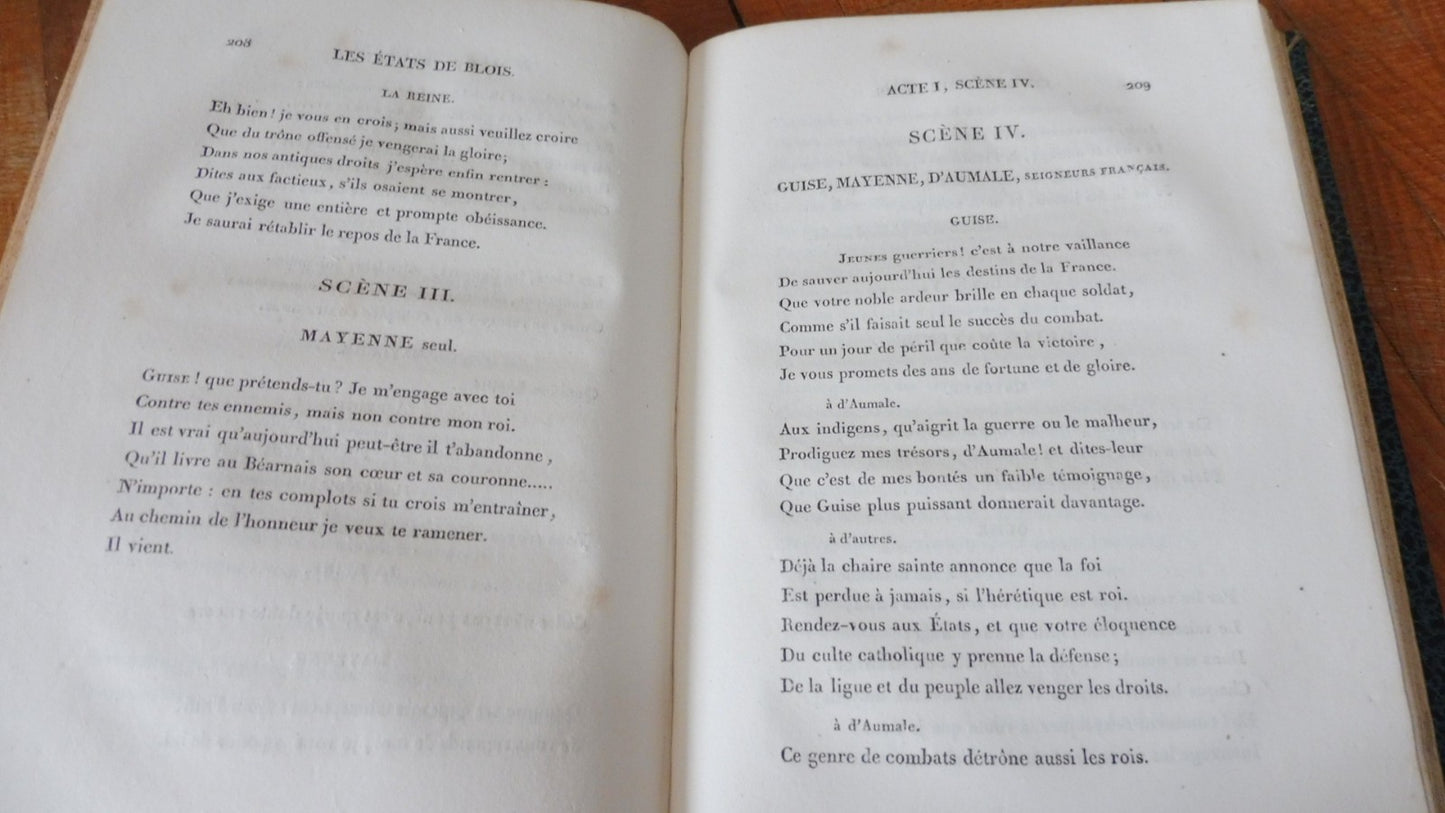 208
LES ÉTATS DE BLOIS.
LA REINE.
Eh bien! je vous en crois; mais aussi veuillez croire
Que du trône offensé je vengerai la gloire;
Dans nos antiques droits j'espère enfin rentrer:
Dites aux factieux, s'ils osaient se montrer,
Que j'exige une entière et prompte obéissance.
Je saurai rétablir le repos de la France.
SCÈNE III.
MAYENNE seul.
GUISE! que prétends-tu? Je m'engage avec toi
Contre tes ennemis, mais non contre mon roi.
Il est vrai qu'aujourd'hui peut-être il t'abandonne,
Qu'il livre au Béarnais son cœur et sa couronne.....
N'importe: en tes complots si tu crois m'entraîner,
Au chemin de l'honneur je veux te ramener.
Il vient.
ACTE I, SCÈNE IV.
209
SCÈNE IV.
GUISE, MAYENNE, D'AUMALE, SEIGNEURS FRANÇAIS.
GUISE.
JEUNES guerriers! c'est à notre vaillance
De sauver aujourd'hui les destins de la France.
Que votre noble ardeur brille en chaque soldat,
Comme s'il faisait seul le succès du combat.
Pour un jour de péril que coûte la victoire,
Je vous promets des ans de fortune et de gloire.
à d'Aumale.
Aux indigens, qu'aigrit la guerre ou le malheur,
Prodiguez mes trésors, d'Aumale! et dites-leur
Que c'est de mes bontés un faible témoignage,
Que Guise plus puissant donnerait davantage.
à d'autres.
Déjà la chaire sainte annonce que la foi
Est perdue à jamais, si l'hérétique est roi.
Rendez-vous aux États, et que votre éloquence
Du culte catholique y prenne la défense;
De la ligue et du peuple allez venger les droits.
à d'Aumale.
Ce genre de combats détrône aussi les rois.